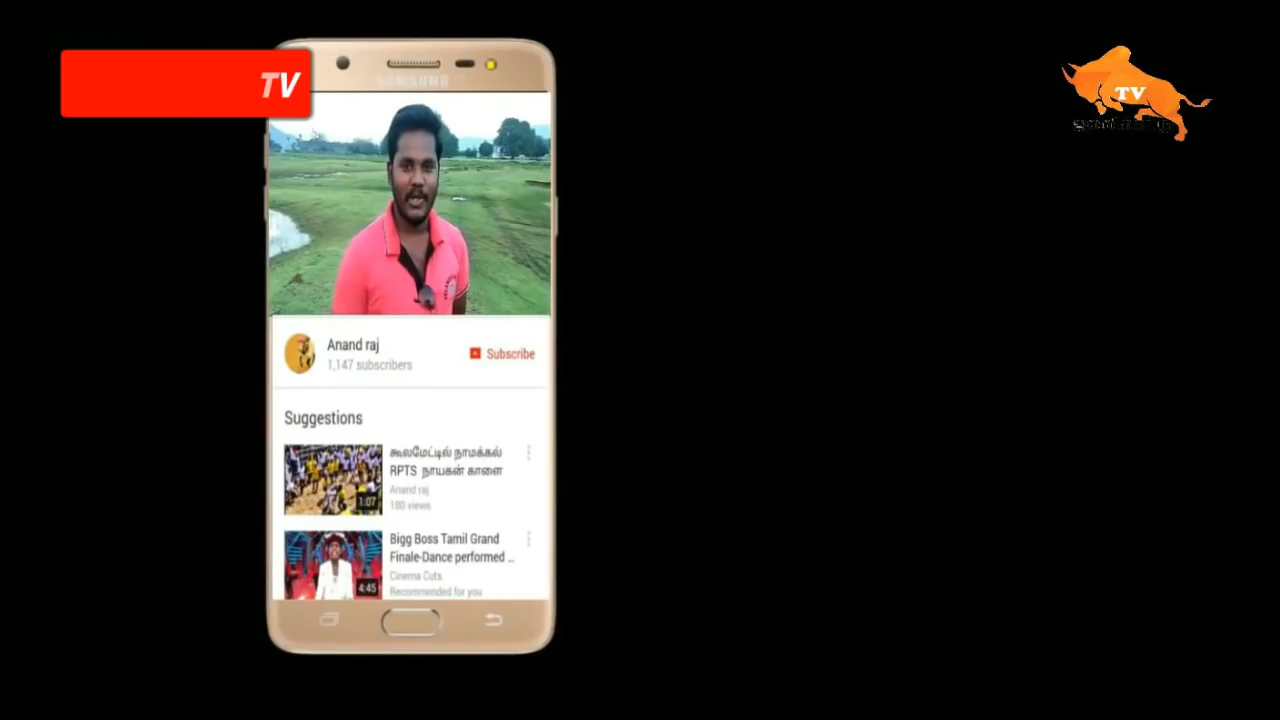 TV
SAMSUNG
TV
Anand raj
1,147 subscribers
Subscribe
Suggestions
கூலமேட்டில் நாமக்கல்
RPTS நாயகன் காளை
Anand raj
180 views
1:07
Bigg Boss Tamil Grand
Finale-Dance performed ...
Cinema Cuts
Recommended for you
4:45